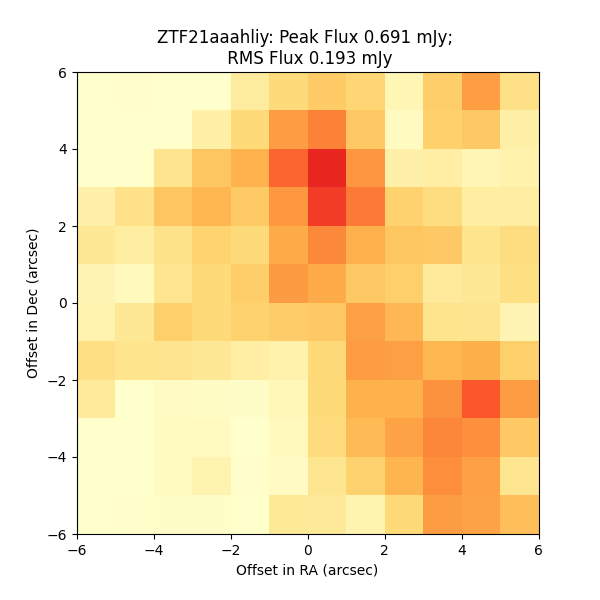 ZTF21aaahliy: Peak Flux 0.691 mJy;
RMS Flux 0.193 mJy
6
4
2
0
−2
−4
−6
Offset in Dec (arcsec)
−6 −4 −2 0 2 4 6
Offset in RA (arcsec)